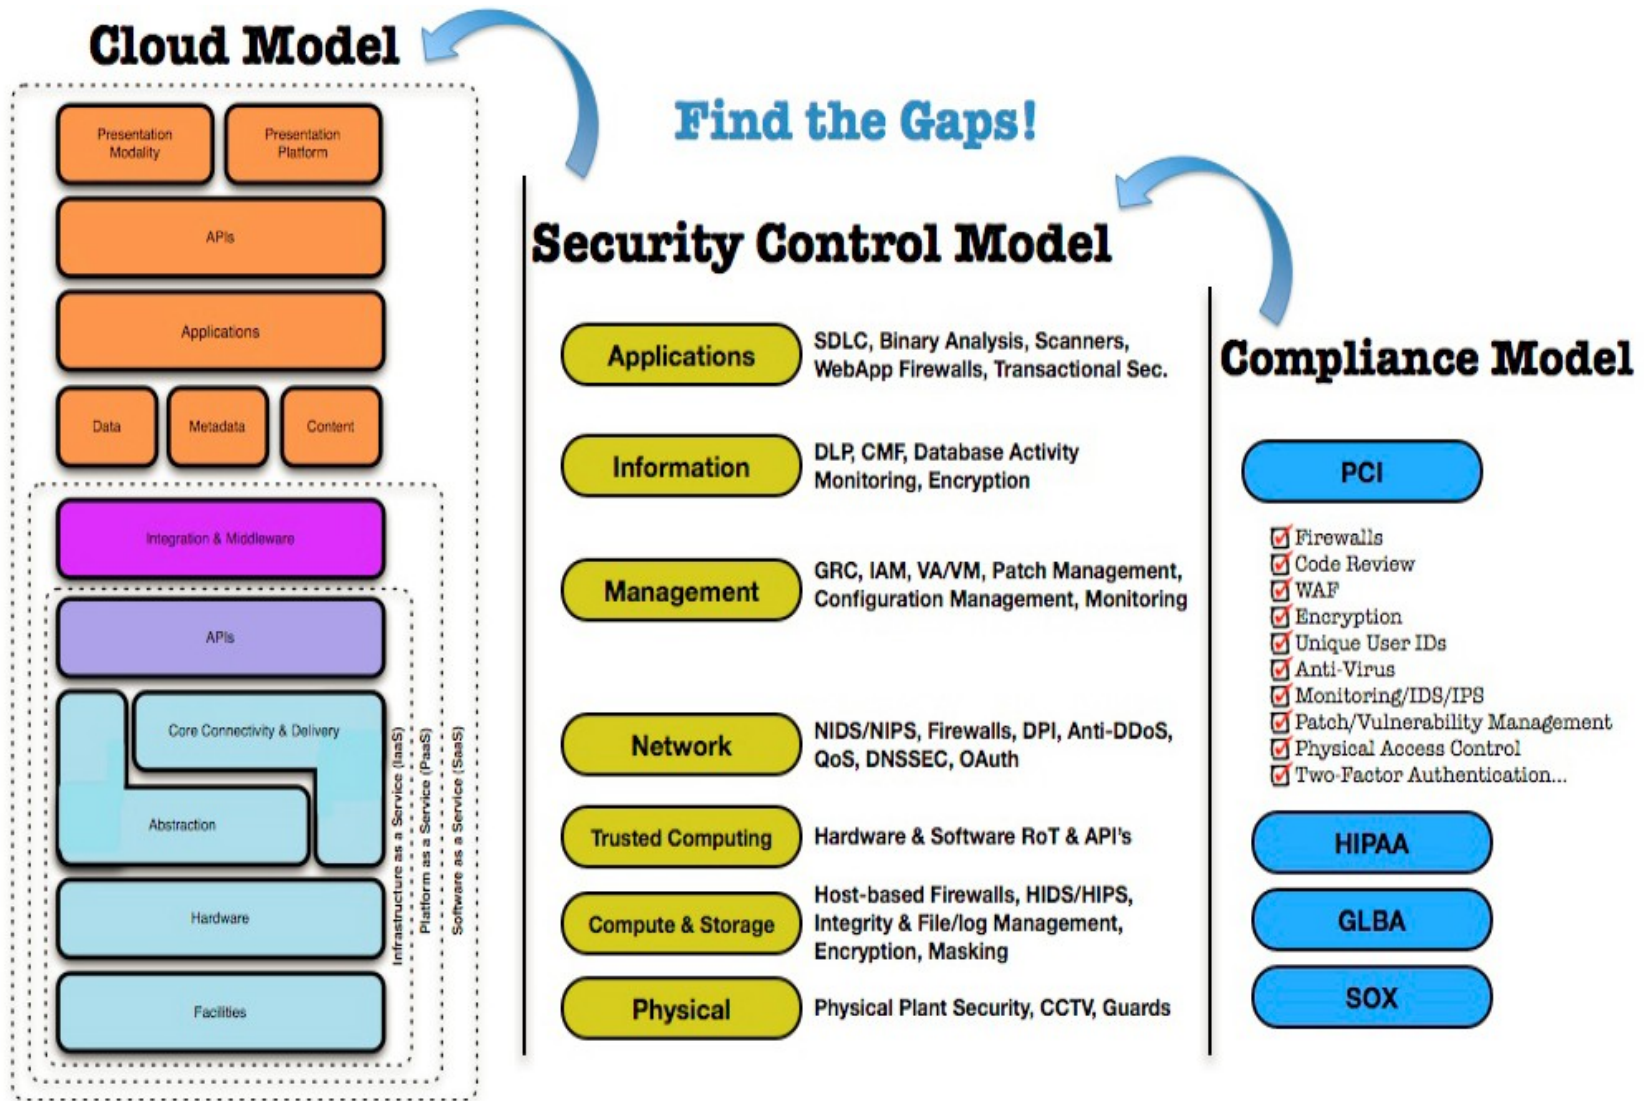 Cloud Model
Presentation
Modality
Presentation
Platform
APIs
Applications
Data
Metadata
Content
Integration & Middleware
APIs
Core Connectivity & Delivery
Abstraction
Hardware
Facilities
Infrastructure as a Service (IaaS)
Platform as a Service (PaaS)
Software as a Service (SaaS)
Find the Gaps!
Security Control Model
Applications
SDLC, Binary Analysis, Scanners,
WebApp Firewalls, Transactional Sec.
Information
DLP, CMF, Database Activity
Monitoring, Encryption
Management
GRC, IAM, VA/VM, Patch Management,
Configuration Management, Monitoring
Network
NIDS/NIPS, Firewalls, DPI, Anti-DDoS,
QoS, DNSSEC, OAuth
Trusted Computing
Hardware & Software RoT & API's
Compute & Storage
Host-based Firewalls, HIDS/HIPS,
Integrity & File/log Management,
Encryption, Masking
Physical
Physical Plant Security, CCTV, Guards
Compliance Model
PCI
Firewalls
Code Review
WAF
Encryption
Unique User IDs
Anti-Virus
Monitoring/IDS/IPS
Patch/Vulnerability Management
Physical Access Control
Two-Factor Authentication...
HIPAA
GLBA
SOX